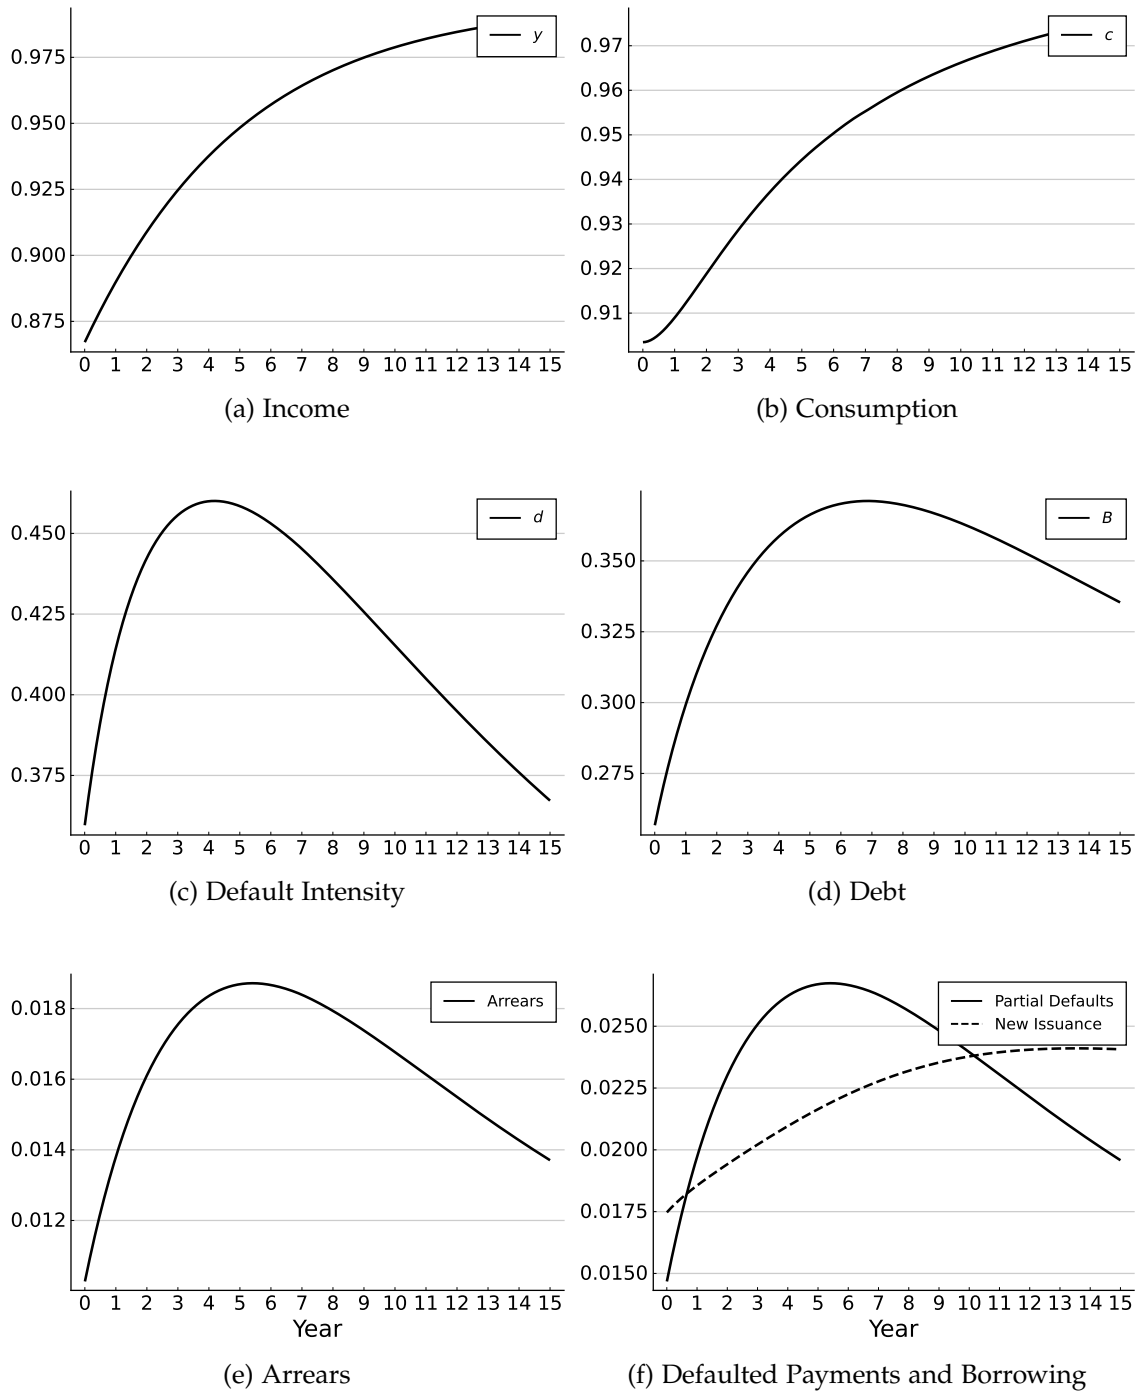 y
0.975
0.950
0.925
0.900
0.875
0 1 2 3 4 5 6 7 8 9 10 11 12 13 14 15
(a) Income
c
0.97
0.96
0.95
0.94
0.93
0.92
0.91
0 1 2 3 4 5 6 7 8 9 10 11 12 13 14 15
(b) Consumption
d
0.450
0.425
0.400
0.375
0 1 2 3 4 5 6 7 8 9 10 11 12 13 14 15
(c) Default Intensity
B
0.350
0.325
0.300
0.275
0 1 2 3 4 5 6 7 8 9 10 11 12 13 14 15
(d) Debt
Arrears
0.018
0.016
0.014
0.012
0 1 2 3 4 5 6 7 8 9 10 11 12 13 14 15
Year
(e) Arrears
Partial Defaults
New Issuance
0.0250
0.0225
0.0200
0.0175
0.0150
0 1 2 3 4 5 6 7 8 9 10 11 12 13 14 15
Year
(f) Defaulted Payments and Borrowing